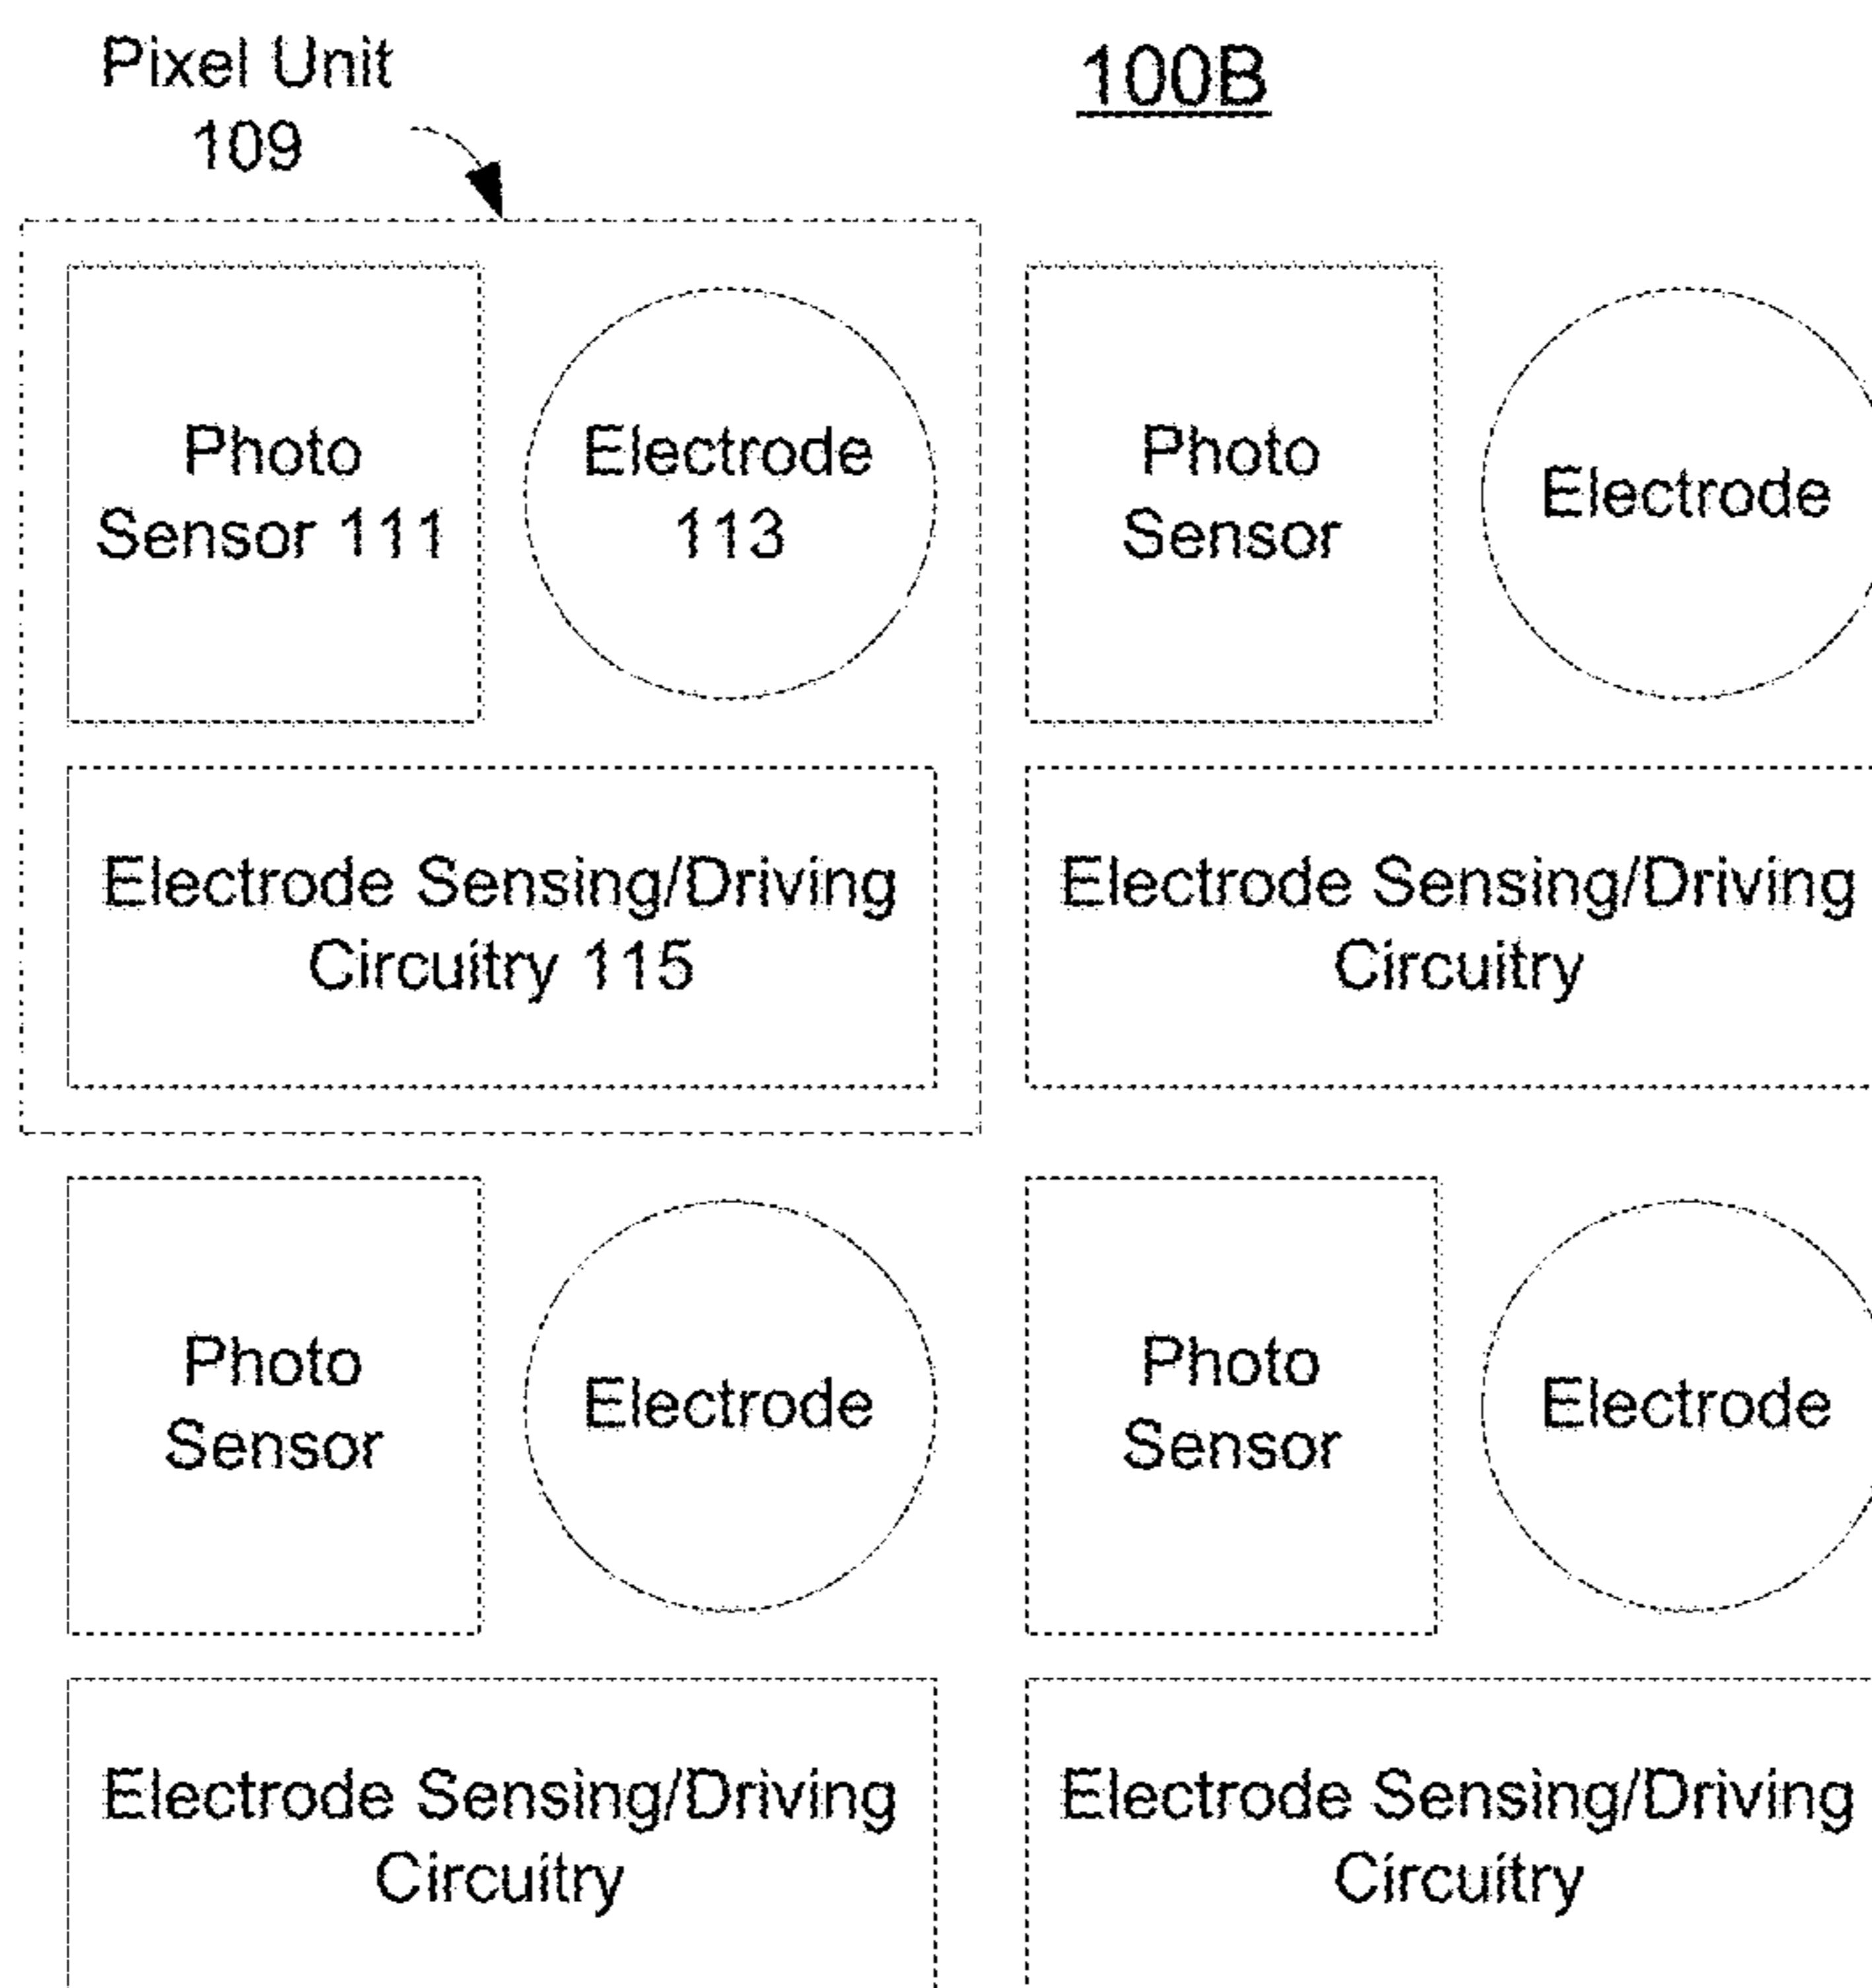 Pixel Unit
109
100B
Photo
Sensor 111
Electrode
113
Photo
Sensor
Electrode
Electrode Sensing/Driving
Circuitry 115
Electrode Sensing/Driving
Circuitry
Photo
Sensor
Electrode
Photo
Sensor
Electrode
Electrode Sensing/Driving
Circuitry
Electrode Sensing/Driving
Circuitry